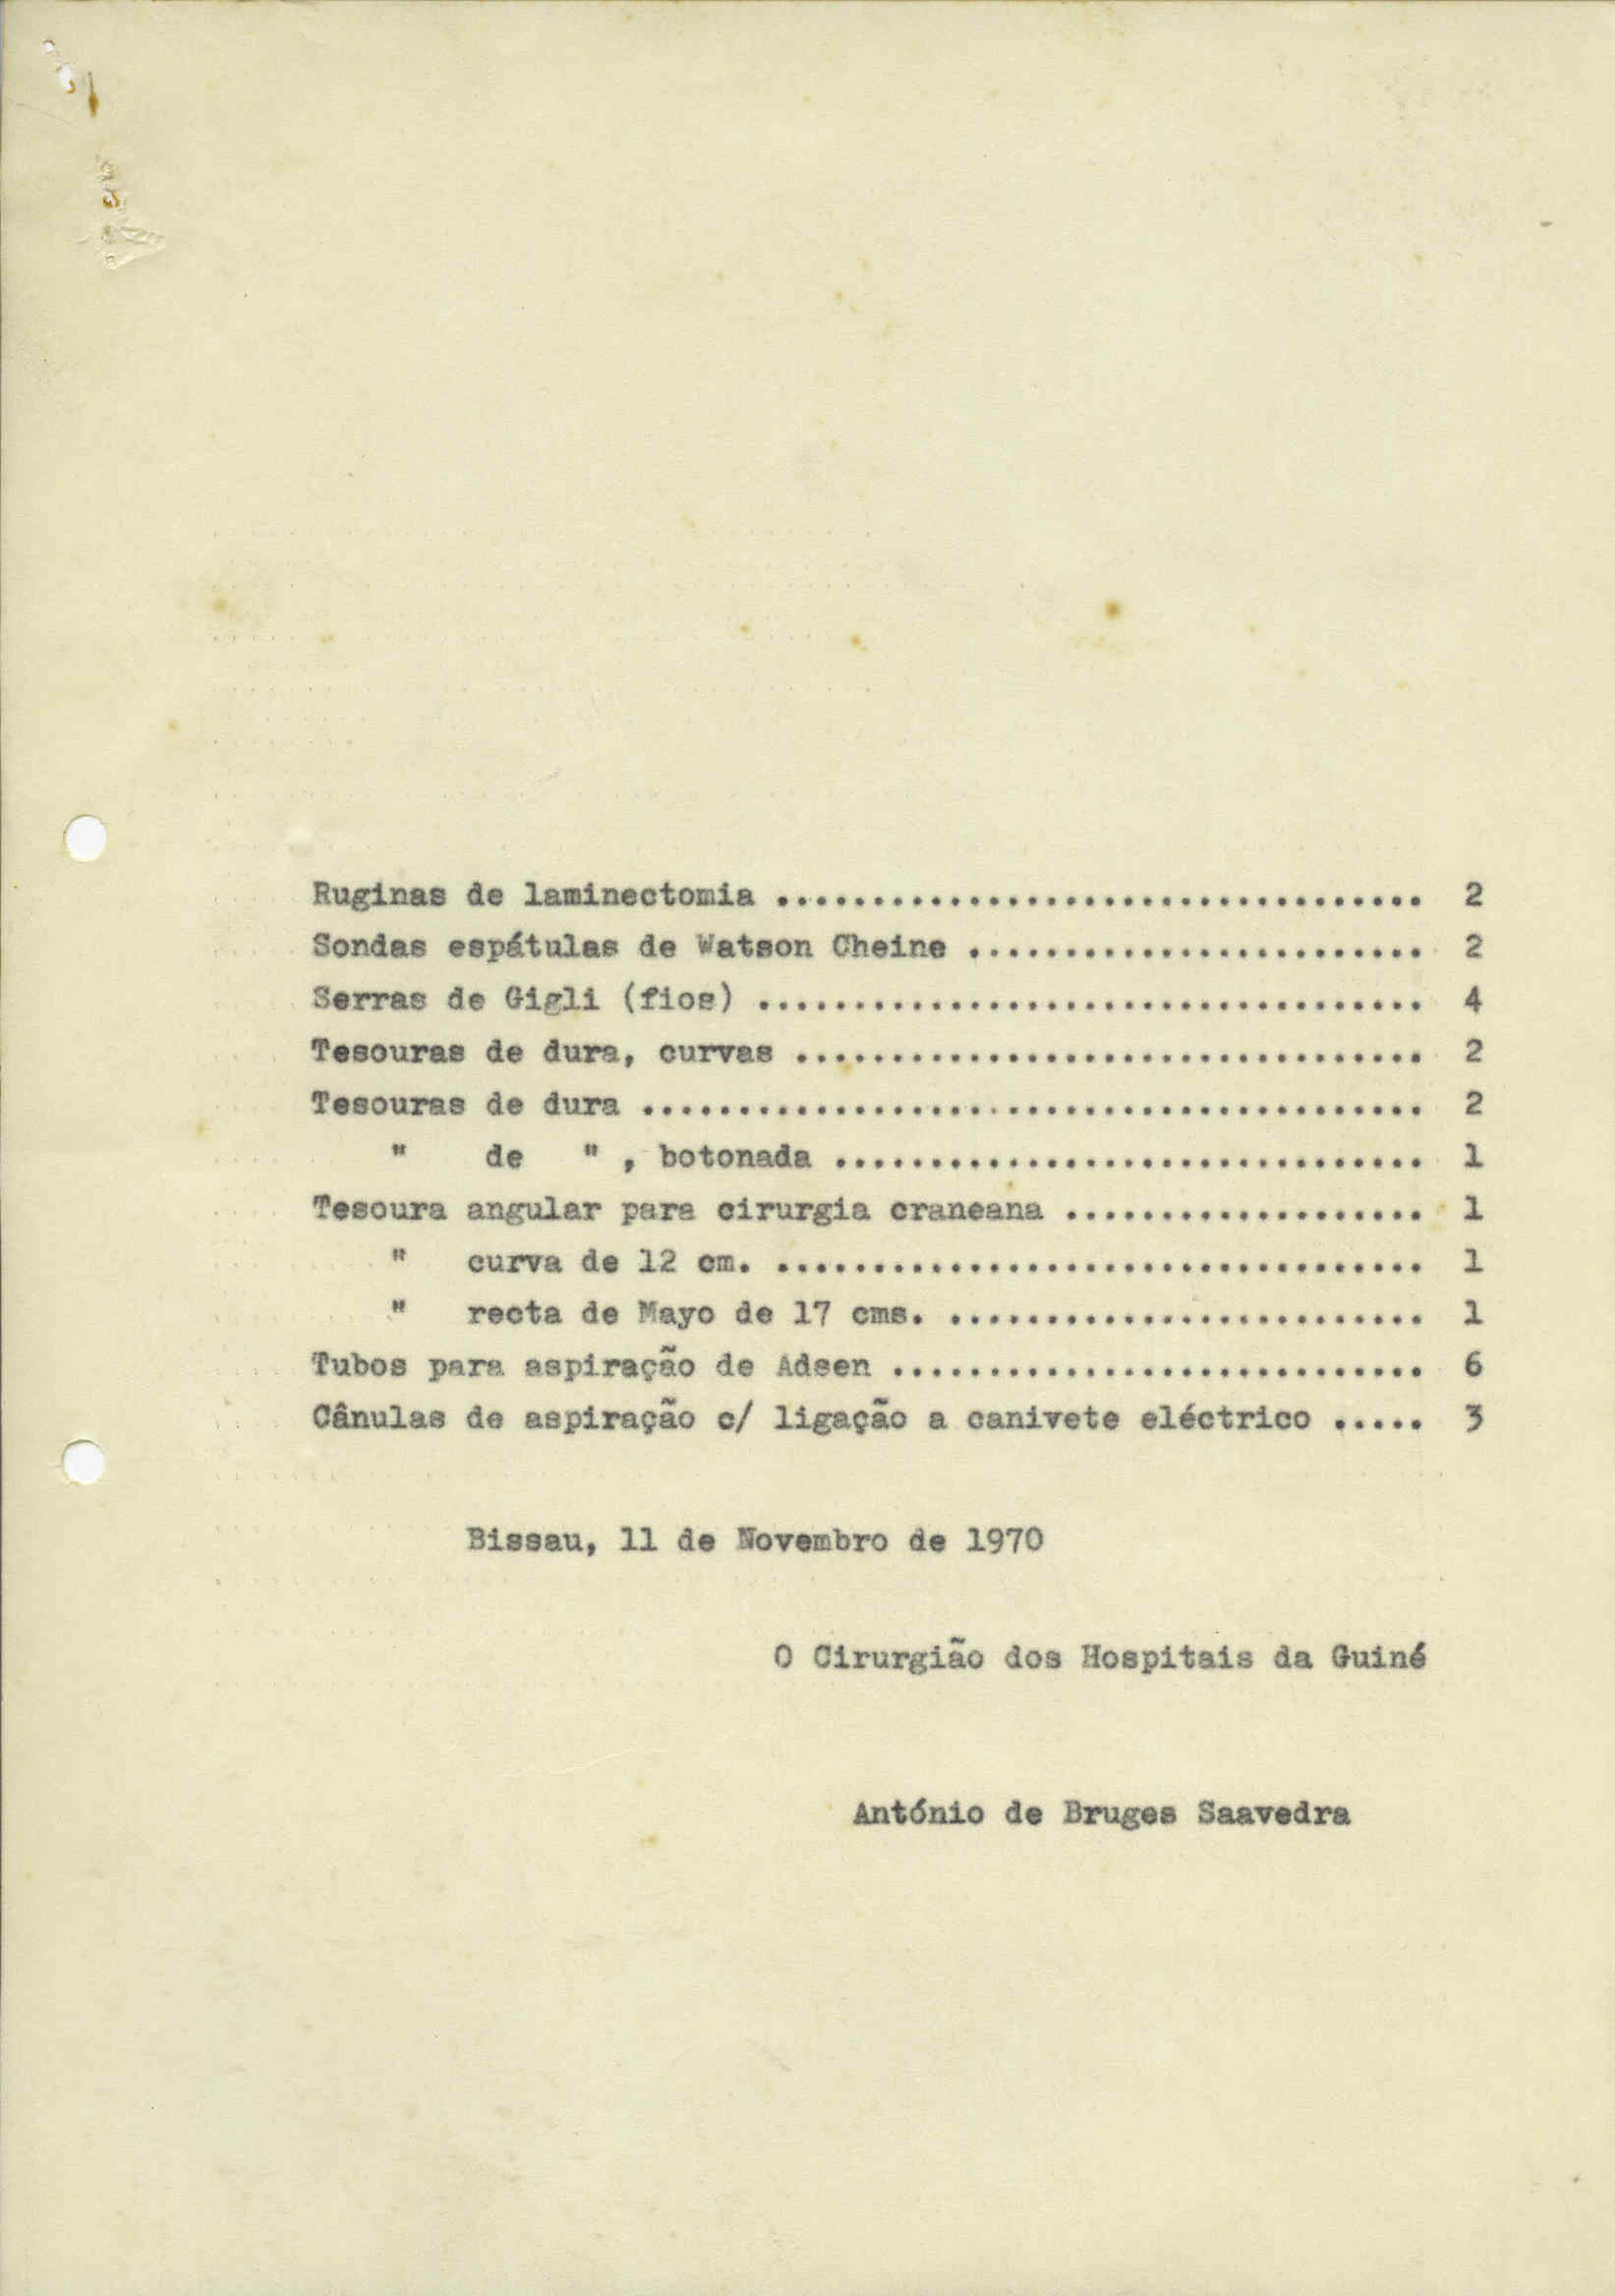 Ruginas de laminectomia .................................. 2
Sondas espátulas de Watson Cheine ........................ 2
Serras de Gigli (fios) ................................... 4
Tesouras de dura, curvas ................................. 2
Tesouras de dura ......................................... 2
" de " , botonada ............................... 1
Tesoura angular para cirurgia craneana ................... 1
" curva de 12 cm. .................................. 1
" recta de Mayo de 17 cms. ......................... 1
Tubos para aspiração de Adsen ............................ 6
Cânulas de aspiração c/ ligação a canivete eléctrico ..... 3
Bissau, 11 de Novembro de 1970
O Cirurgião dos Hospitais da Guiné
António de Bruges Saavedra